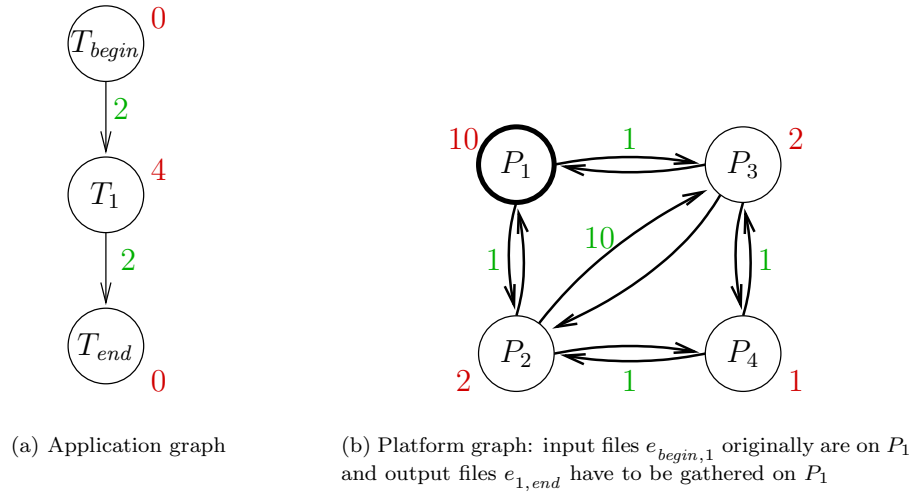 0
T_begin
2
4
T_1
2
T_end
0
10
P_1
1
P_3
2
1
10
1
P_2
2
1
P_4
1
(a) Application graph
(b) Platform graph: input files e_begin,1 originally are on P_1
and output files e_1,end have to be gathered on P_1